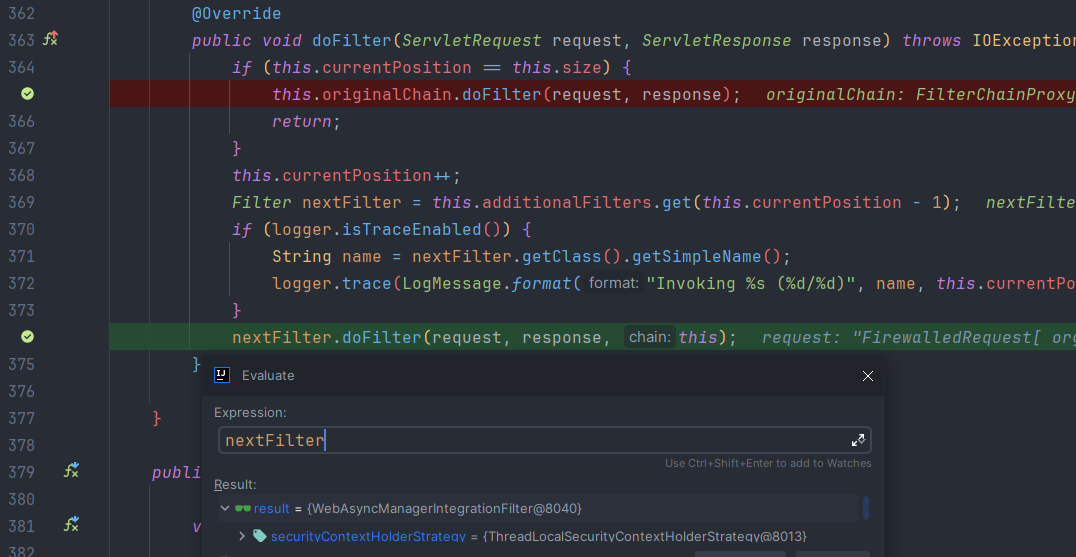 362 @Override
363 public void doFilter(ServletRequest request, ServletResponse response) throws IOException
364 if (this.currentPosition == this.size) {
this.originalChain.doFilter(request, response); originalChain: FilterChainProxy
366 return;
367 }
368 this.currentPosition++;
369 Filter nextFilter = this.additionalFilters.get(this.currentPosition - 1); nextFilte
370 if (logger.isTraceEnabled()) {
371 String name = nextFilter.getClass().getSimpleName();
372 logger.trace(LogMessage.format( format: "Invoking %s (%d/%d)", name, this.currentPo
373 }
nextFilter.doFilter(request, response, chain: this); request: "FirewalledRequest[ org
375 }
376
377 }
378
379 publi
380
381 v
382
IJ Evaluate
Expression:
nextFilter
Use Ctrl+Shift+Enter to add to Watches
Result:
result = {WebAsyncManagerIntegrationFilter@8040}
securityContextHolderStrategy = {ThreadLocalSecurityContextHolderStrategy@8013}